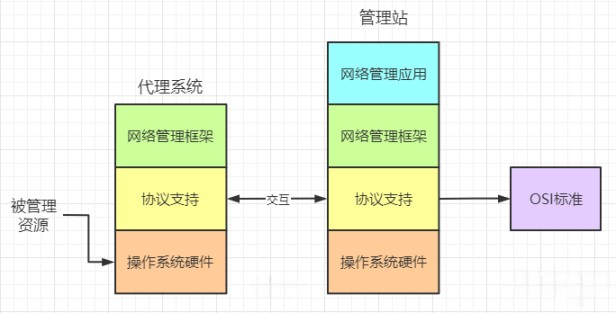 管理站
代理系统
网络管理应用
网络管理框架
网络管理框架
协议支持
交互
协议支持
OSI标准
被管理
资源
操作系统硬件
操作系统硬件